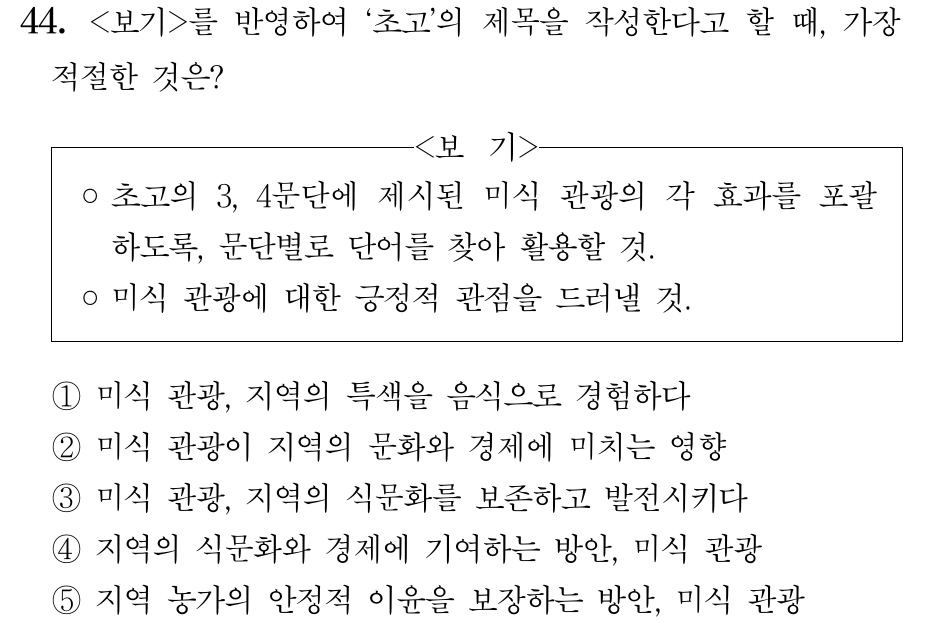 44. <보기>를 반영하여 ‘초고’의 제목을 작성한다고 할 때, 가장
적절한 것은?
<보 기>
○ 초고의 3, 4문단에 제시된 미식 관광의 각 효과를 포괄
하도록, 문단별로 단어를 찾아 활용할 것.
○ 미식 관광에 대한 긍정적 관점을 드러낼 것.
① 미식 관광, 지역의 특색을 음식으로 경험하다
② 미식 관광이 지역의 문화와 경제에 미치는 영향
③ 미식 관광, 지역의 식문화를 보존하고 발전시키다
④ 지역의 식문화와 경제에 기여하는 방안, 미식 관광
⑤ 지역 농가의 안정적 이윤을 보장하는 방안, 미식 관광